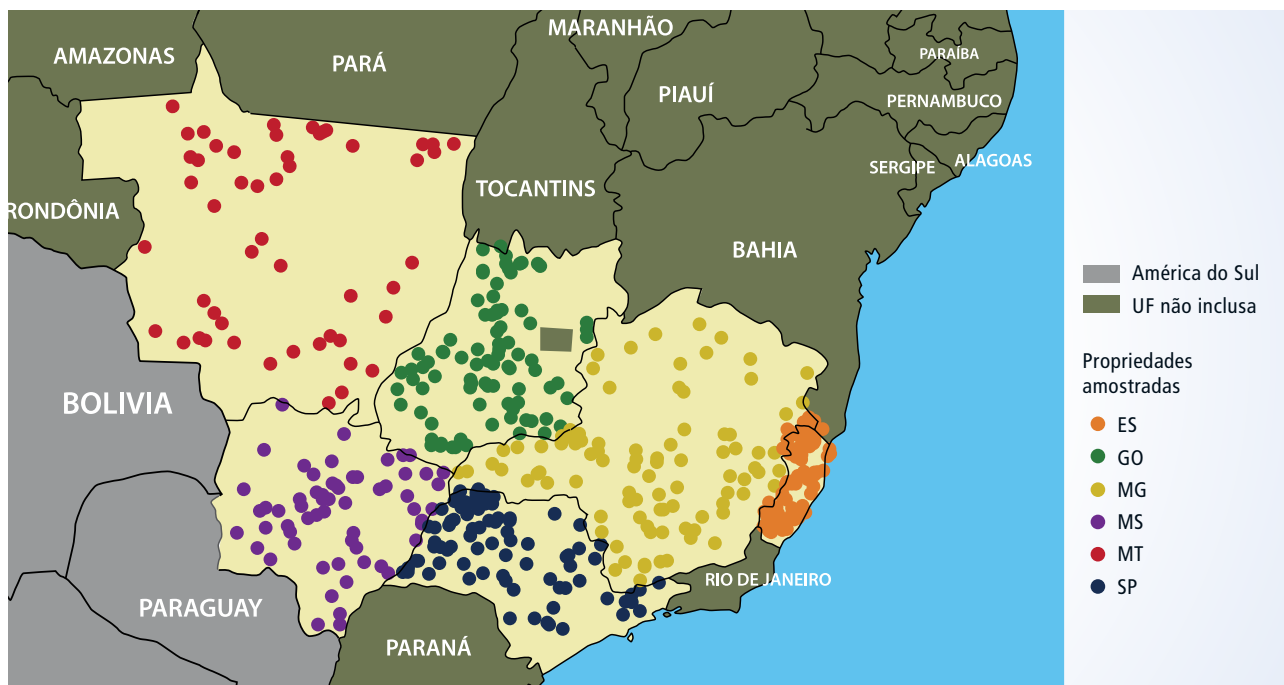 MARANHÃO
AMAZONAS
PARÁ
PARAÍBA
PIAUÍ
PERNAMBUCO
SERGIPE
ALAGOAS
TOCANTINS
RONDÔNIA
BAHIA
BOLIVIA
RIO DE JANEIRO
PARAGUAY
PARANÁ
América do Sul
UF não inclusa
Propriedades
amostradas
ES
GO
MG
MS
MT
SP